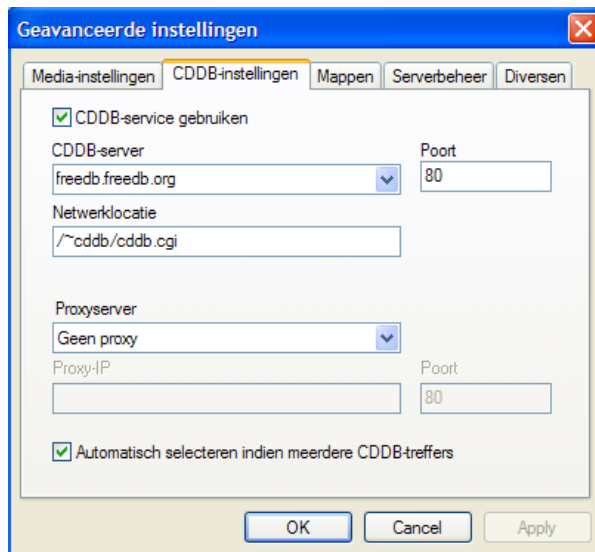 Geavanceerde instellingen
Media-instellingen CDDB-instellingen Mappen Serverbeheer Diversen
CDDB-service gebruiken
CDDB-server Poort
freedb.freedb.org 80
Netwerklocatie
/~cddb/cddb.cgi
Proxyserver
Geen proxy
Proxy-IP Poort
80
Automatisch selecteren indien meerdere CDDB-treffers
OK Cancel Apply